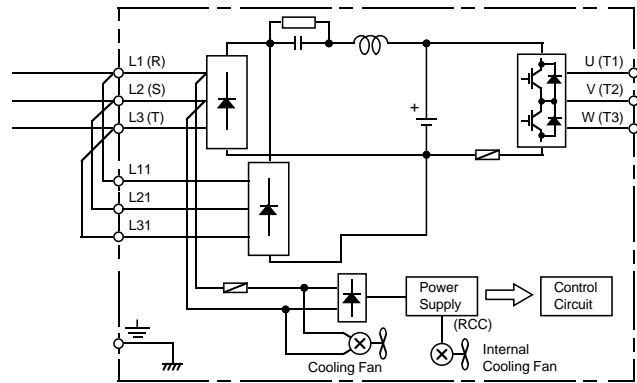 L1 (R)
L2 (S)
L3 (T)
L11
L21
L31
+
U (T1)
V (T2)
W (T3)
Power
Supply
(RCC)
Control
Circuit
Cooling Fan
Internal
Cooling Fan